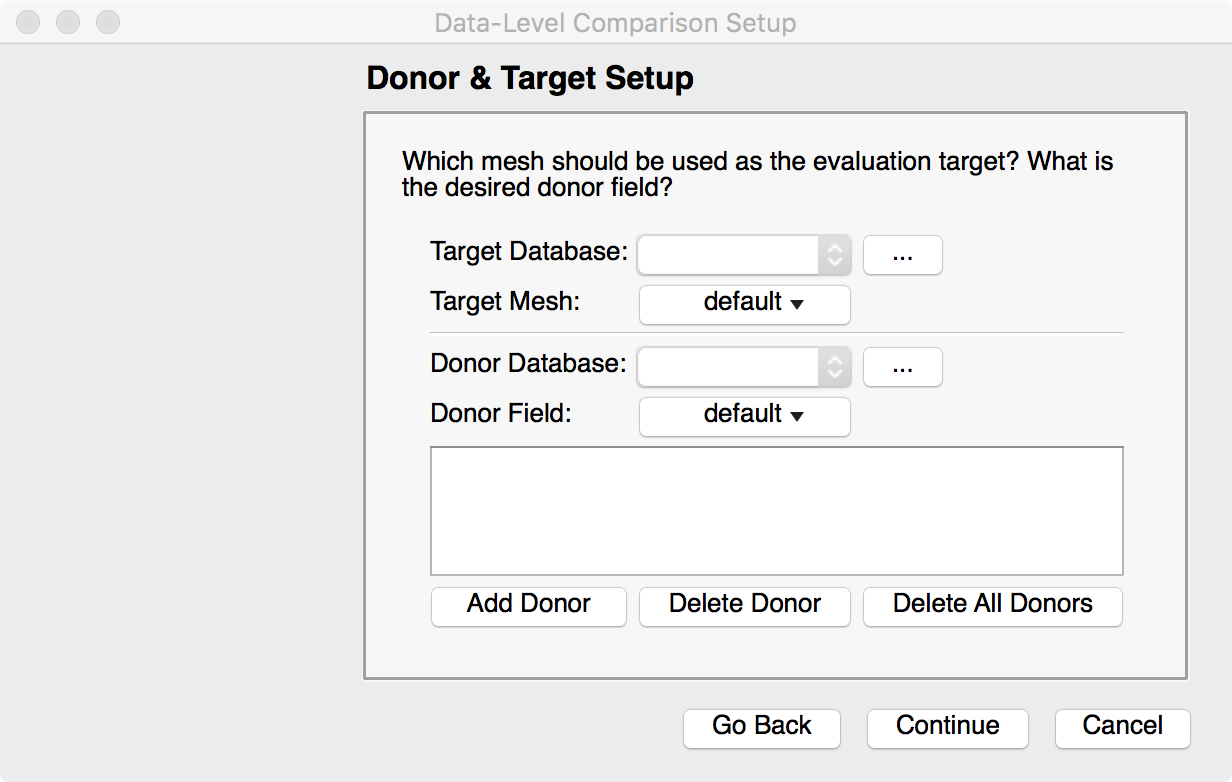 Data-Level Comparison Setup
Donor & Target Setup
Which mesh should be used as the evaluation target? What is
the desired donor field?
Target Database:
...
Target Mesh:
default
Donor Database:
...
Donor Field:
default
Add Donor
Delete Donor
Delete All Donors
Go Back
Continue
Cancel